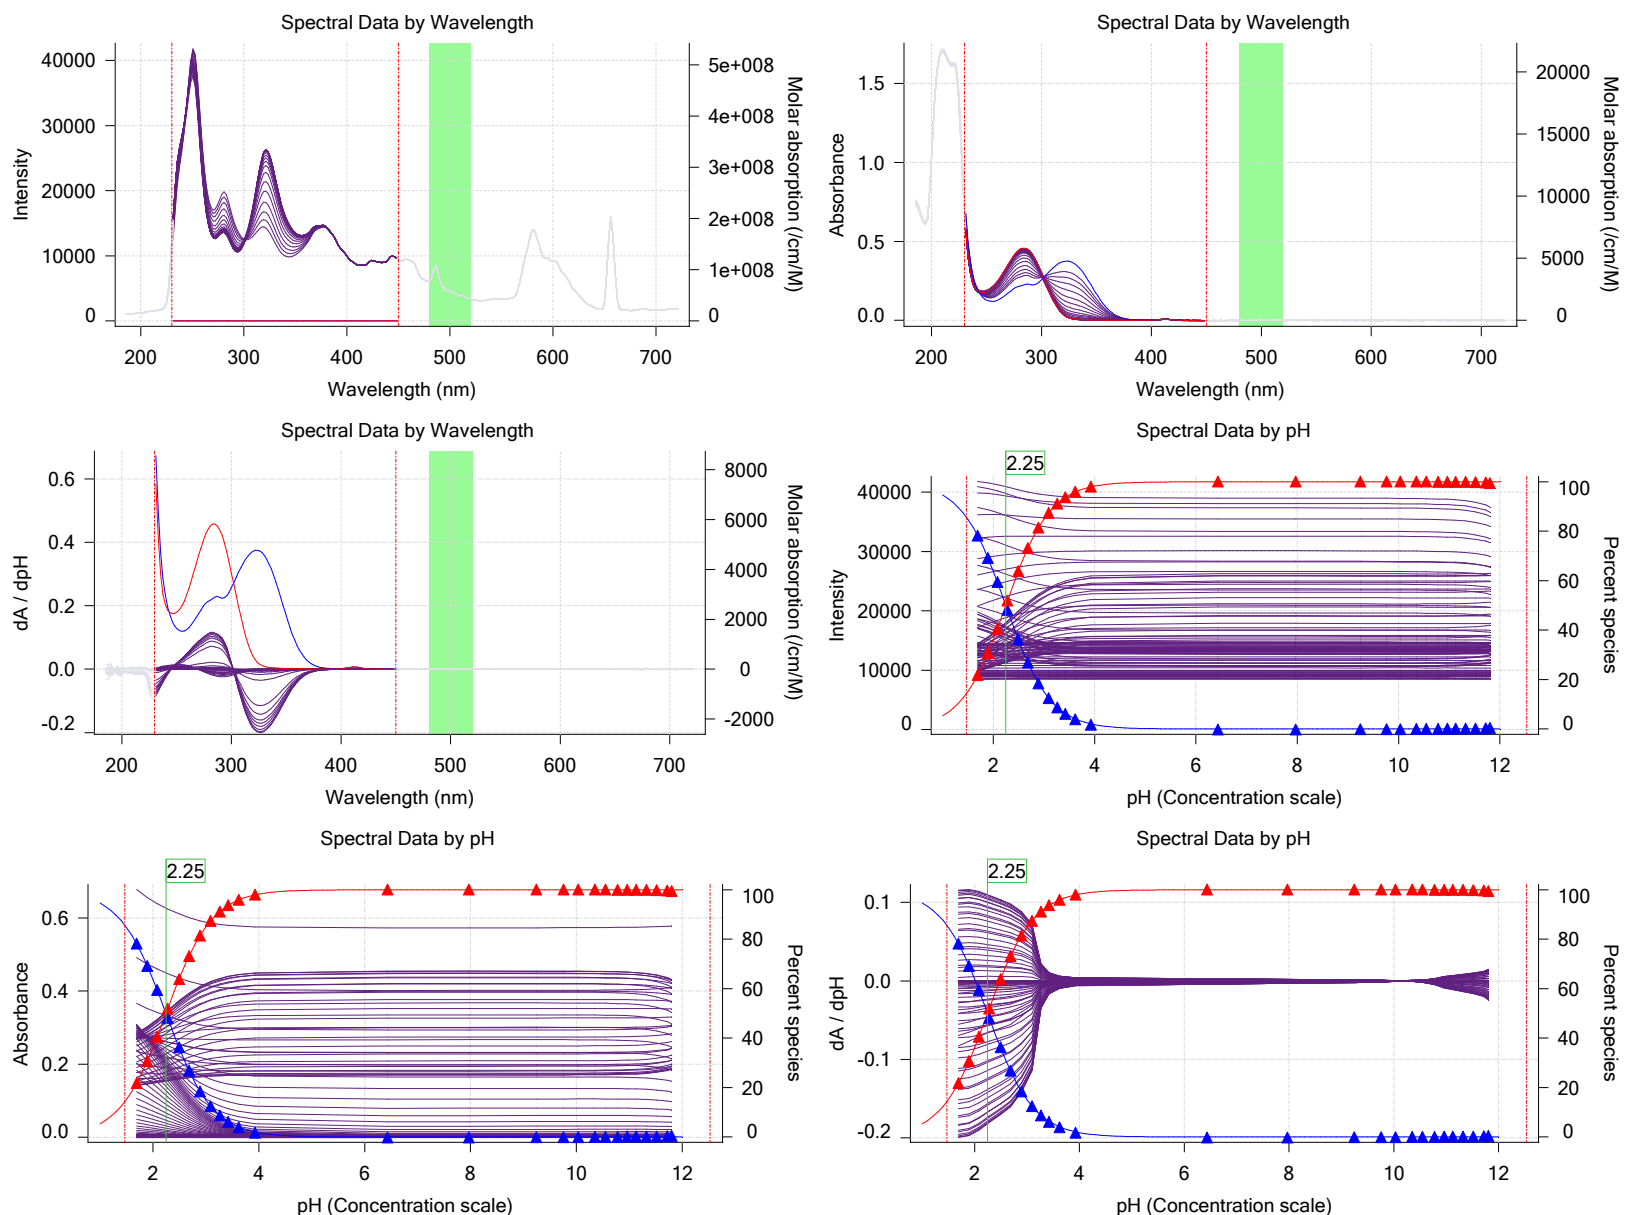 Spectral Data by Wavelength
Intensity
40000
30000
20000
10000
0
5e+008
4e+008
3e+008
2e+008
1e+008
0
Molar absorption (/cm/M)
200 300 400 500 600 700
Wavelength (nm)
Spectral Data by Wavelength
Absorbance
1.5
1.0
0.5
0.0
20000
15000
10000
5000
0
Molar absorption (/cm/M)
200 300 400 500 600 700
Wavelength (nm)
Spectral Data by Wavelength
dA / dpH
0.6
0.4
0.2
0.0
-0.2
8000
6000
4000
2000
0
-2000
Molar absorption (/cm/M)
200 300 400 500 600 700
Wavelength (nm)
Spectral Data by pH
2.25
Intensity
40000
30000
20000
10000
0
100
80
60
40
20
0
Percent species
2 4 6 8 10 12
pH (Concentration scale)
Spectral Data by pH
2.25
Absorbance
0.6
0.4
0.2
0.0
100
80
60
40
20
0
Percent species
2 4 6 8 10 12
pH (Concentration scale)
Spectral Data by pH
2.25
dA / dpH
0.1
0.0
-0.1
-0.2
100
80
60
40
20
0
Percent species
2 4 6 8 10 12
pH (Concentration scale)